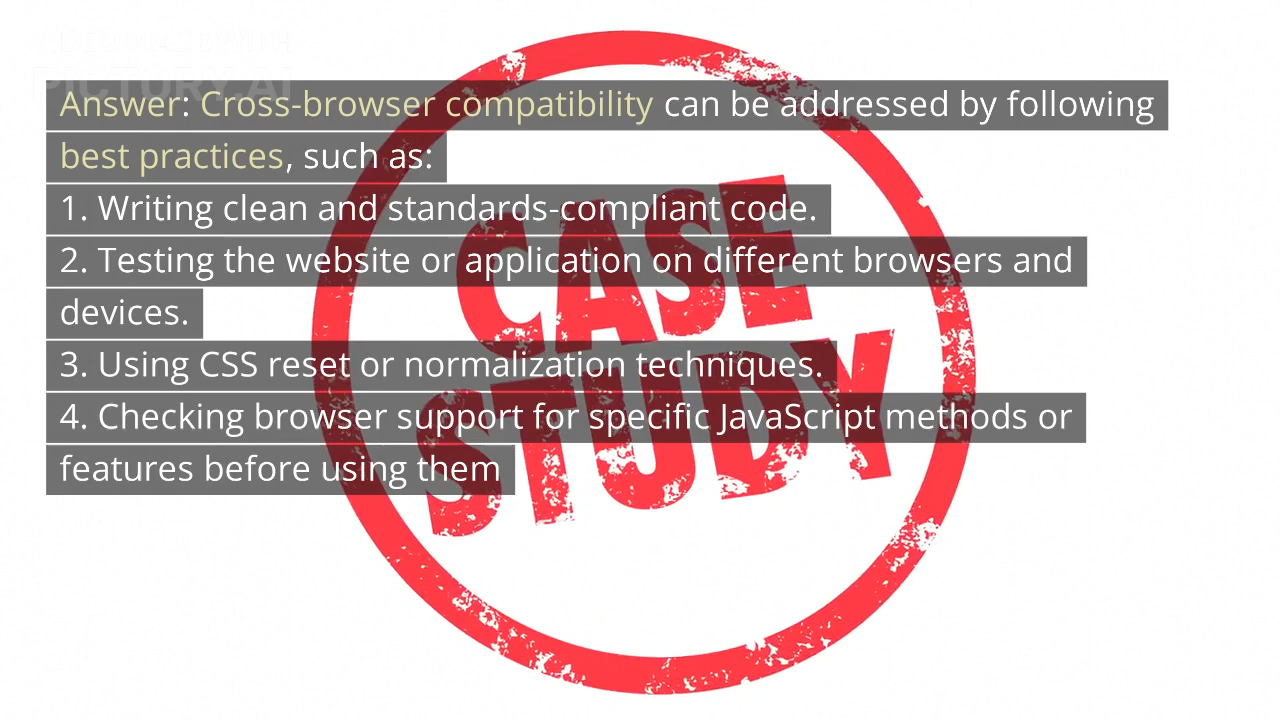 PICTORY.AI
Answer: Cross-browser compatibility can be addressed by following
best practices, such as:
1. Writing clean and standards-compliant code.
2. Testing the website or application on different browsers and
devices.
3. Using CSS reset or normalization techniques.
4. Checking browser support for specific JavaScript methods or
features before using them
CASE
STUDY